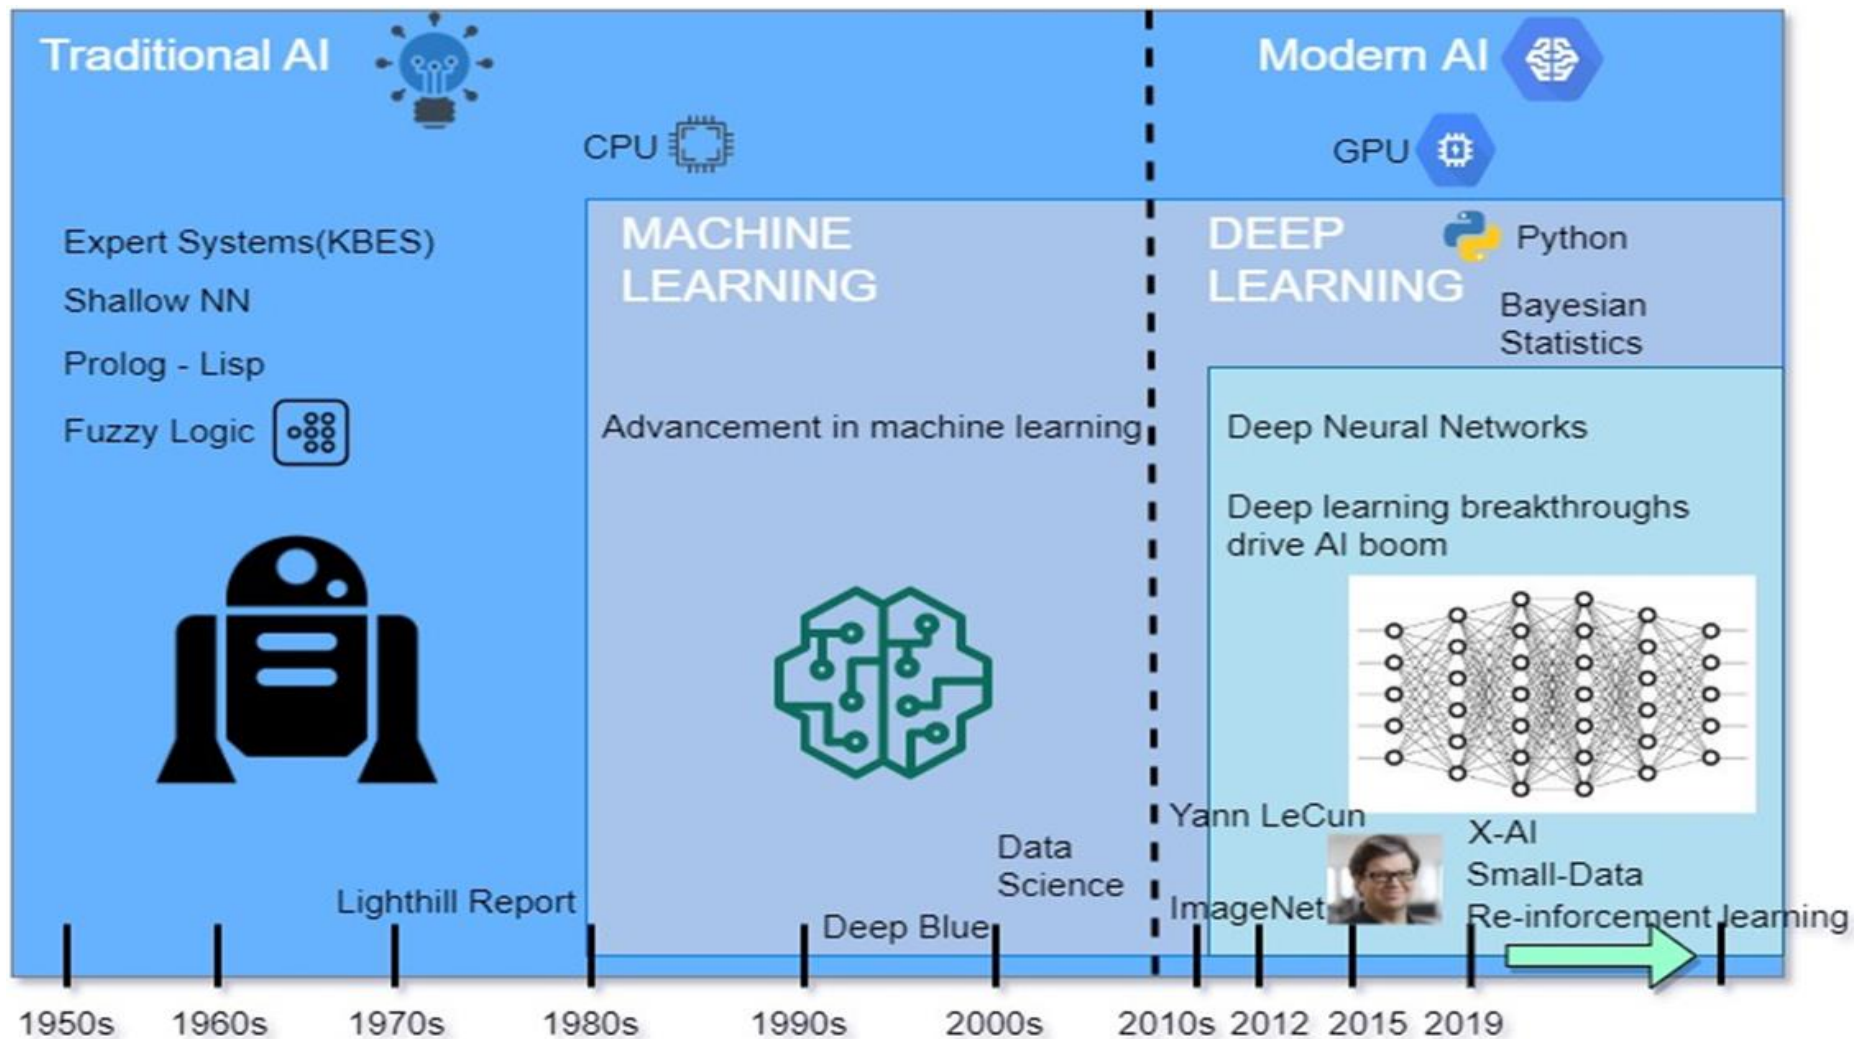 Traditional AI
Modern AI
CPU
GPU
Expert Systems(KBES)
Shallow NN
Prolog - Lisp
Fuzzy Logic
MACHINE
LEARNING
Advancement in machine learning
DEEP
LEARNING
Python
Bayesian
Statistics
Deep Neural Networks
Deep learning breakthroughs
drive AI boom
Yann LeCun
X-AI
Small-Data
Re-inforcement learning
Data
Science
Lighthill Report
Deep Blue
ImageNet
1950s
1960s
1970s
1980s
1990s
2000s
2010s
2012
2015
2019